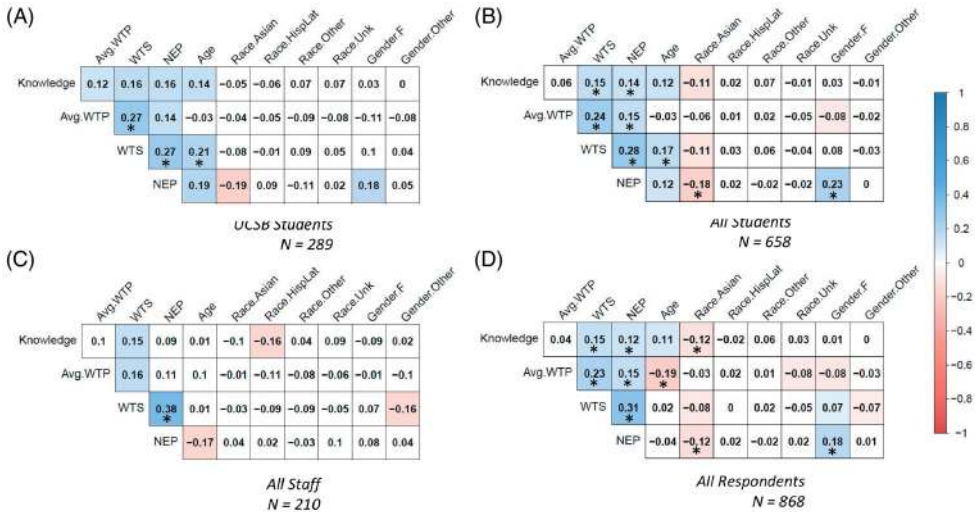 (A)
Avg.WTP WTS NEP Age Race.Asian Race.HispLat Race.Other Race.Unk Gender.F Gender.Other
Knowledge 0.12 0.16 0.16 0.14 −0.05 −0.06 0.07 0.07 0.03 0
Avg.WTP 0.27 0.14 −0.03 −0.04 −0.05 −0.09 −0.08 −0.11 −0.08
*
WTS 0.27 0.21 −0.08 −0.01 0.09 0.05 0.1 0.04
* *
NEP 0.19 −0.19 0.09 −0.11 0.02 0.18 0.05
UCSB Students
N = 289
(B)
Avg.WTP WTS NEP Age Race.Asian Race.HispLat Race.Other Race.Unk Gender.F Gender.Other
Knowledge 0.06 0.15 0.14 0.12 −0.11 0.02 0.07 −0.01 0.03 −0.01
* *
Avg.WTP 0.24 0.15 −0.03 −0.06 0.01 0.02 −0.04 −0.08 −0.02
* *
WTS 0.28 0.17 −0.11 0.03 0.06 −0.04 0.08 −0.03
* *
NEP 0.12 −0.18 0.02 −0.02 −0.02 0.23 0
* *
All Students
N = 658
(C)
Avg.WTP WTS NEP Age Race.Asian Race.HispLat Race.Other Race.Unk Gender.F Gender.Other
Knowledge 0.1 0.15 0.09 0.01 −0.1 −0.16 0.04 0.09 −0.09 0.02
Avg.WTP 0.16 0.11 0.1 −0.01 −0.11 −0.08 −0.06 −0.01 −0.1
WTS 0.38 0.01 −0.03 −0.09 −0.09 −0.05 0.07 −0.16
*
NEP −0.17 0.04 0.02 −0.03 0.1 0.08 0.04
All Staff
N = 210
(D)
Avg.WTP WTS NEP Age Race.Asian Race.HispLat Race.Other Race.Unk Gender.F Gender.Other
Knowledge 0.04 0.15 0.12 0.11 −0.12 −0.02 0.06 0.03 0.01 0
* * *
Avg.WTP 0.23 0.15 −0.19 −0.03 0.02 0.01 −0.08 −0.08 −0.03
* * *
WTS 0.31 0.02 −0.08 0 0.02 −0.05 0.07 −0.07
*
NEP −0.04 −0.12 0.02 −0.02 0.02 0.18 0.01
* *
All Respondents
N = 868
1
0.8
0.6
0.4
0.2
0
−0.2
−0.4
−0.6
−0.8
−1